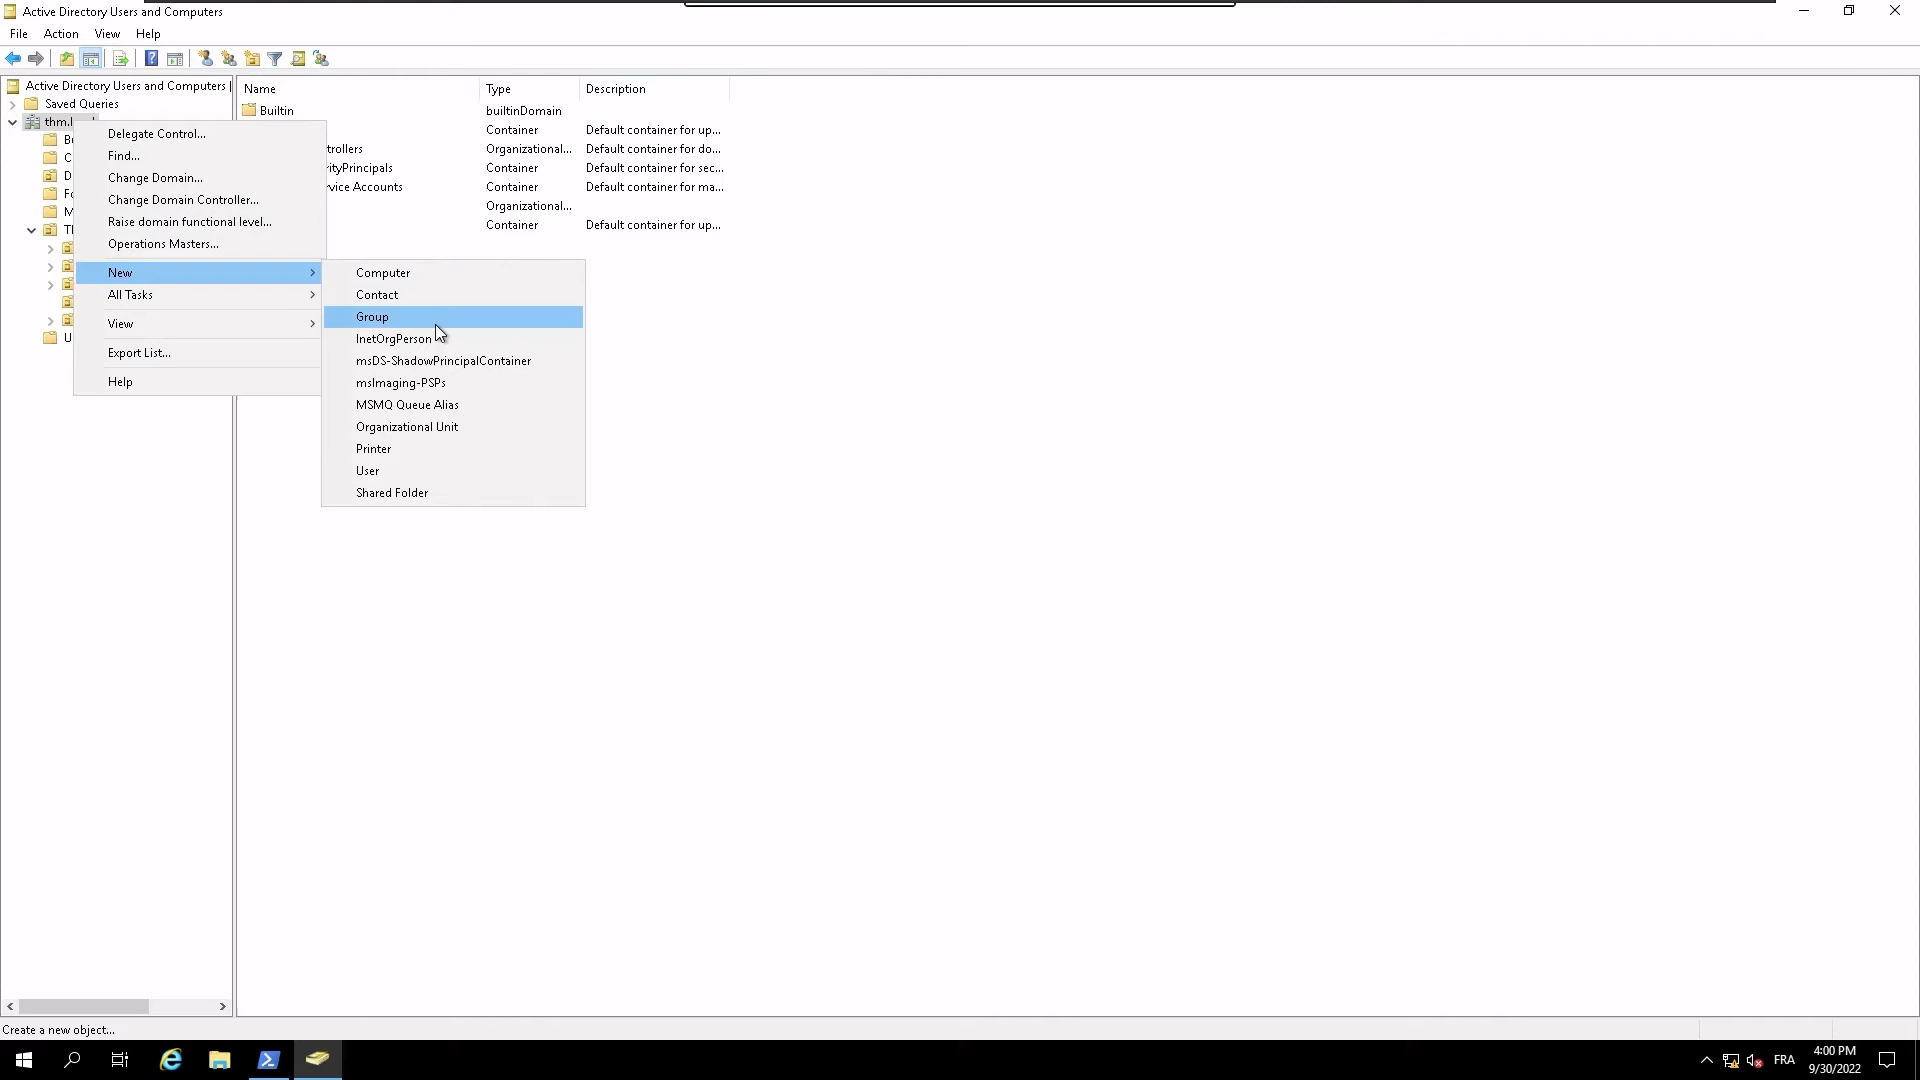 Active Directory Users and Computers
File Action View Help
Active Directory Users and Computers
Saved Queries
thm.l
Name Type Description
Builtin builtinDomain
Container Default container for up...
trollers Organizational... Default container for do...
rityPrincipals Container Default container for sec...
rvice Accounts Container Default container for ma...
Organizational...
Container Default container for up...
B
C
D
Fo
M
U
Delegate Control...
Find...
Change Domain...
Change Domain Controller...
Raise domain functional level...
Operations Masters...
New
All Tasks
View
Export List...
Help
Computer
Contact
Group
InetOrgPerson
msDS-ShadowPrincipalContainer
msImaging-PSPs
MSMQ Queue Alias
Organizational Unit
Printer
User
Shared Folder
Create a new object...
FRA
4:00 PM
9/30/2022